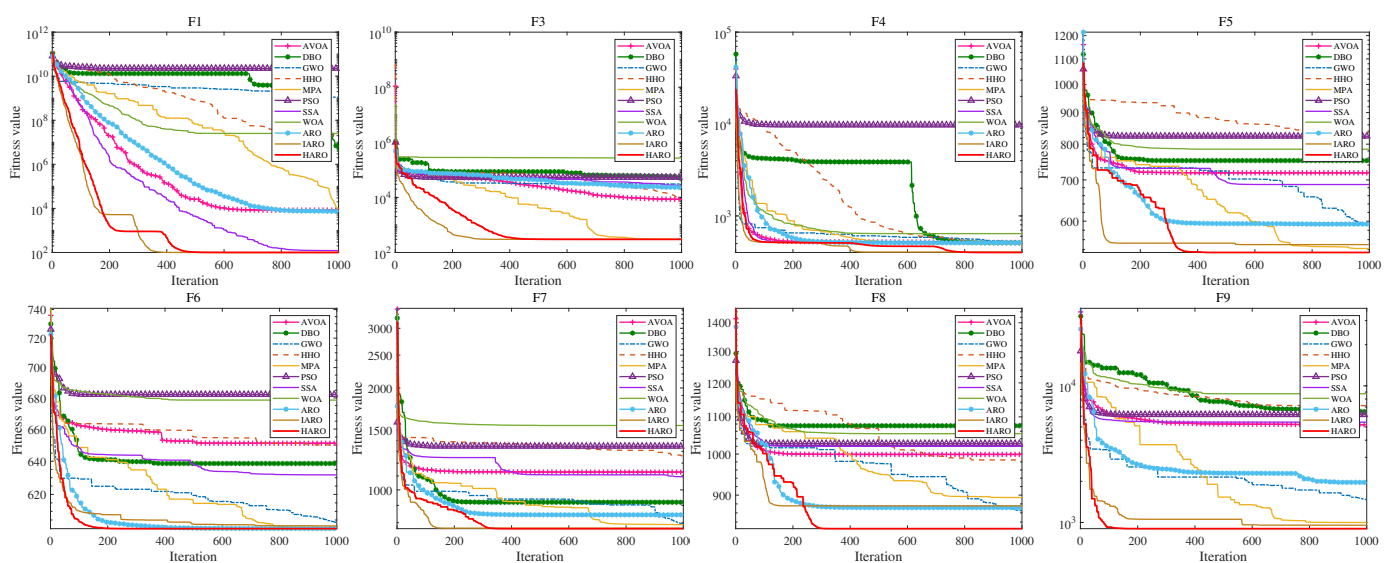 F1
Fitness value
10^12
10^10
10^8
10^6
10^4
10^2
0 200 400 600 800 1000
Iteration
AVOA
DBO
GWO
HHO
MPA
PSO
SSA
WOA
ARO
IARO
HARO
F3
Fitness value
10^10
10^8
10^6
10^4
10^2
0 200 400 600 800 1000
Iteration
AVOA
DBO
GWO
HHO
MPA
PSO
SSA
WOA
ARO
IARO
HARO
F4
Fitness value
10^5
10^4
10^3
0 200 400 600 800 1000
Iteration
AVOA
DBO
GWO
HHO
MPA
PSO
SSA
WOA
ARO
IARO
HARO
F5
Fitness value
1200
1100
1000
900
800
700
600
0 200 400 600 800 1000
Iteration
AVOA
DBO
GWO
HHO
MPA
PSO
SSA
WOA
ARO
IARO
HARO
F6
Fitness value
740
720
700
680
660
640
620
0 200 400 600 800 1000
Iteration
AVOA
DBO
GWO
HHO
MPA
PSO
SSA
WOA
ARO
IARO
HARO
F7
Fitness value
3000
2500
2000
1500
1000
0 200 400 600 800 1000
Iteration
AVOA
DBO
GWO
HHO
MPA
PSO
SSA
WOA
ARO
IARO
HARO
F8
Fitness value
1400
1300
1200
1100
1000
900
0 200 400 600 800 1000
Iteration
AVOA
DBO
GWO
HHO
MPA
PSO
SSA
WOA
ARO
IARO
HARO
F9
Fitness value
10^4
10^3
0 200 400 600 800 1000
Iteration
AVOA
DBO
GWO
HHO
MPA
PSO
SSA
WOA
ARO
IARO
HARO